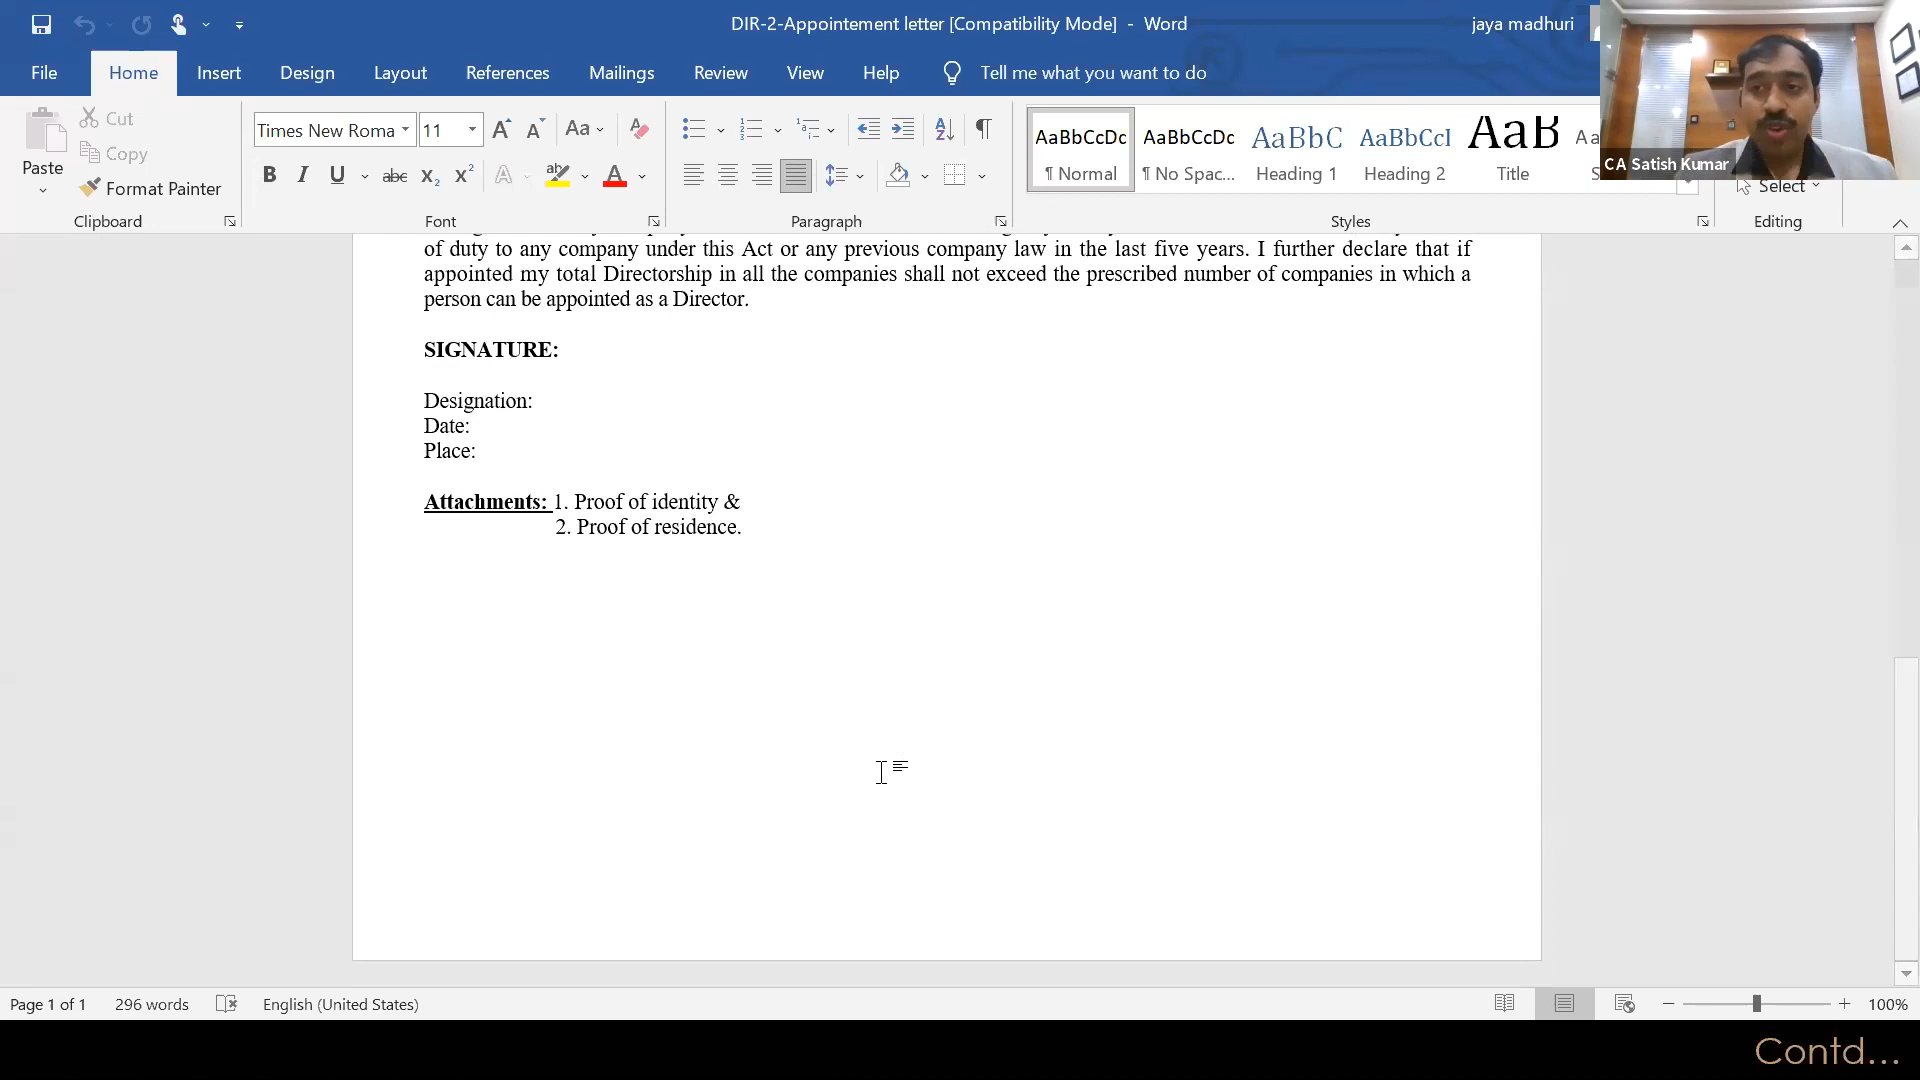 DIR-2-Appointement letter [Compatibility Mode] - Word
jaya madhuri
File Home Insert Design Layout References Mailings Review View Help Tell me what you want to do
Paste
Cut
Copy
Format Painter
Clipboard
Times New Roma 11
Aa
B I U abc X₂ X²
Font
Paragraph
AaBbCcDc AaBbCcDc AaBbC AaBbCcI AaB
¶ Normal ¶ No Spac... Heading 1 Heading 2 Title
Styles
C A Satish Kumar
Select
Editing
of duty to any company under this Act or any previous company law in the last five years. I further declare that if
appointed my total Directorship in all the companies shall not exceed the prescribed number of companies in which a
person can be appointed as a Director.
SIGNATURE:
Designation:
Date:
Place:
Attachments: 1. Proof of identity &
2. Proof of residence.
Page 1 of 1 296 words English (United States) 100%
Contd...